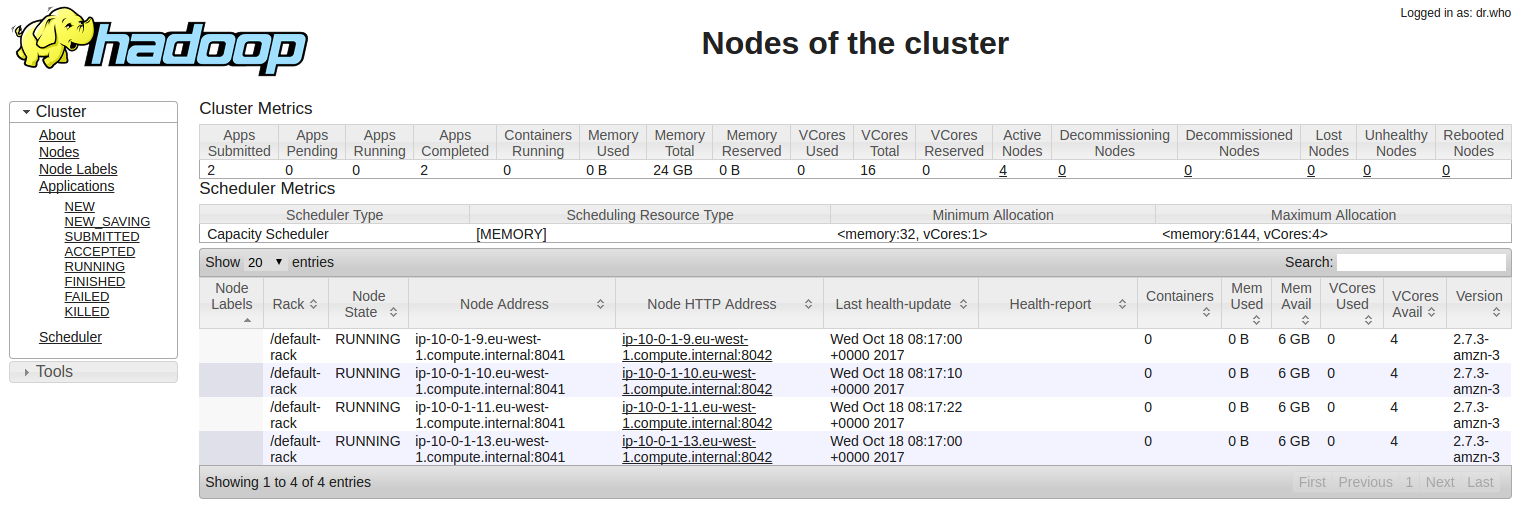 Logged in as: dr.who
hadoop
Nodes of the cluster
Cluster
About
Nodes
Node Labels
Applications
NEW
NEW_SAVING
SUBMITTED
ACCEPTED
RUNNING
FINISHED
FAILED
KILLED
Scheduler
Tools
Cluster Metrics
Apps Apps Apps Apps Containers Memory Memory Memory VCores VCores VCores Active Decommissioning Decommissioned Lost Unhealthy Rebooted
Submitted Pending Running Completed Running Used Total Reserved Used Total Reserved Nodes Nodes Nodes Nodes Nodes Nodes
2 0 0 2 0 0 B 24 GB 0 B 0 16 0 4 0 0 0 0 0
Scheduler Metrics
Scheduler Type Scheduling Resource Type Minimum Allocation Maximum Allocation
Capacity Scheduler [MEMORY] <memory:32, vCores:1> <memory:6144, vCores:4>
Show 20 entries Search:
Node Labels Rack Node State Node Address Node HTTP Address Last health-update Health-report Containers Mem Used Mem Avail VCores Used VCores Avail Version
/default- RUNNING ip-10-0-1-9.eu-west- ip-10-0-1-9.eu-west- Wed Oct 18 08:17:00 0 0 B 6 GB 0 4 2.7.3-
rack 1.compute.internal:8041 1.compute.internal:8042 +0000 2017 amzn-3
/default- RUNNING ip-10-0-1-10.eu-west- ip-10-0-1-10.eu-west- Wed Oct 18 08:17:10 0 0 B 6 GB 0 4 2.7.3-
rack 1.compute.internal:8041 1.compute.internal:8042 +0000 2017 amzn-3
/default- RUNNING ip-10-0-1-11.eu-west- ip-10-0-1-11.eu-west- Wed Oct 18 08:17:22 0 0 B 6 GB 0 4 2.7.3-
rack 1.compute.internal:8041 1.compute.internal:8042 +0000 2017 amzn-3
/default- RUNNING ip-10-0-1-13.eu-west- ip-10-0-1-13.eu-west- Wed Oct 18 08:17:00 0 0 B 6 GB 0 4 2.7.3-
rack 1.compute.internal:8041 1.compute.internal:8042 +0000 2017 amzn-3
Showing 1 to 4 of 4 entries First Previous 1 Next Last